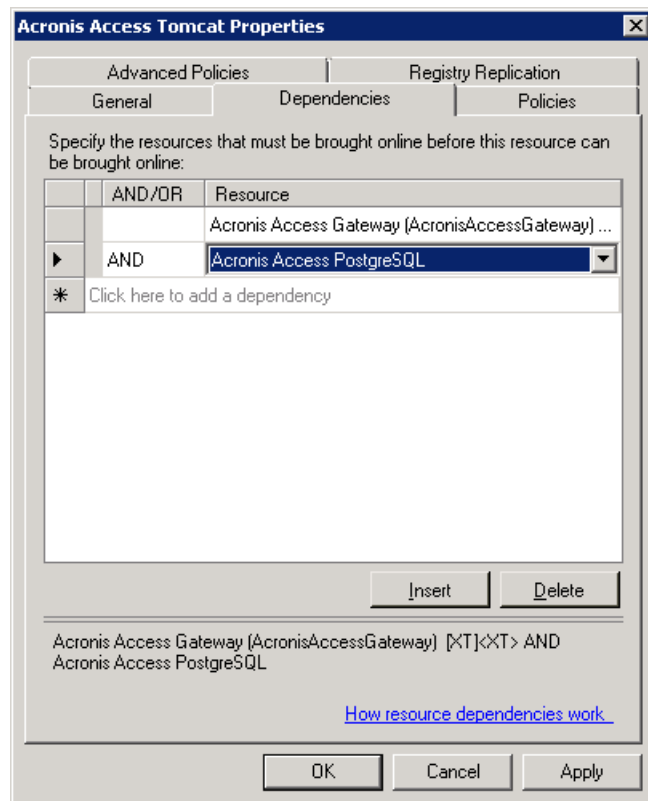 Acronis Access Tomcat Properties
Advanced Policies Registry Replication
General Dependencies Policies
Specify the resources that must be brought online before this resource can
be brought online:
AND/OR Resource
Acronis Access Gateway (AcronisAccessGateway) ...
AND Acronis Access PostgreSQL
Click here to add a dependency
Insert Delete
Acronis Access Gateway (AcronisAccessGateway) [XT]<XT> AND
Acronis Access PostgreSQL
How resource dependencies work
OK Cancel Apply